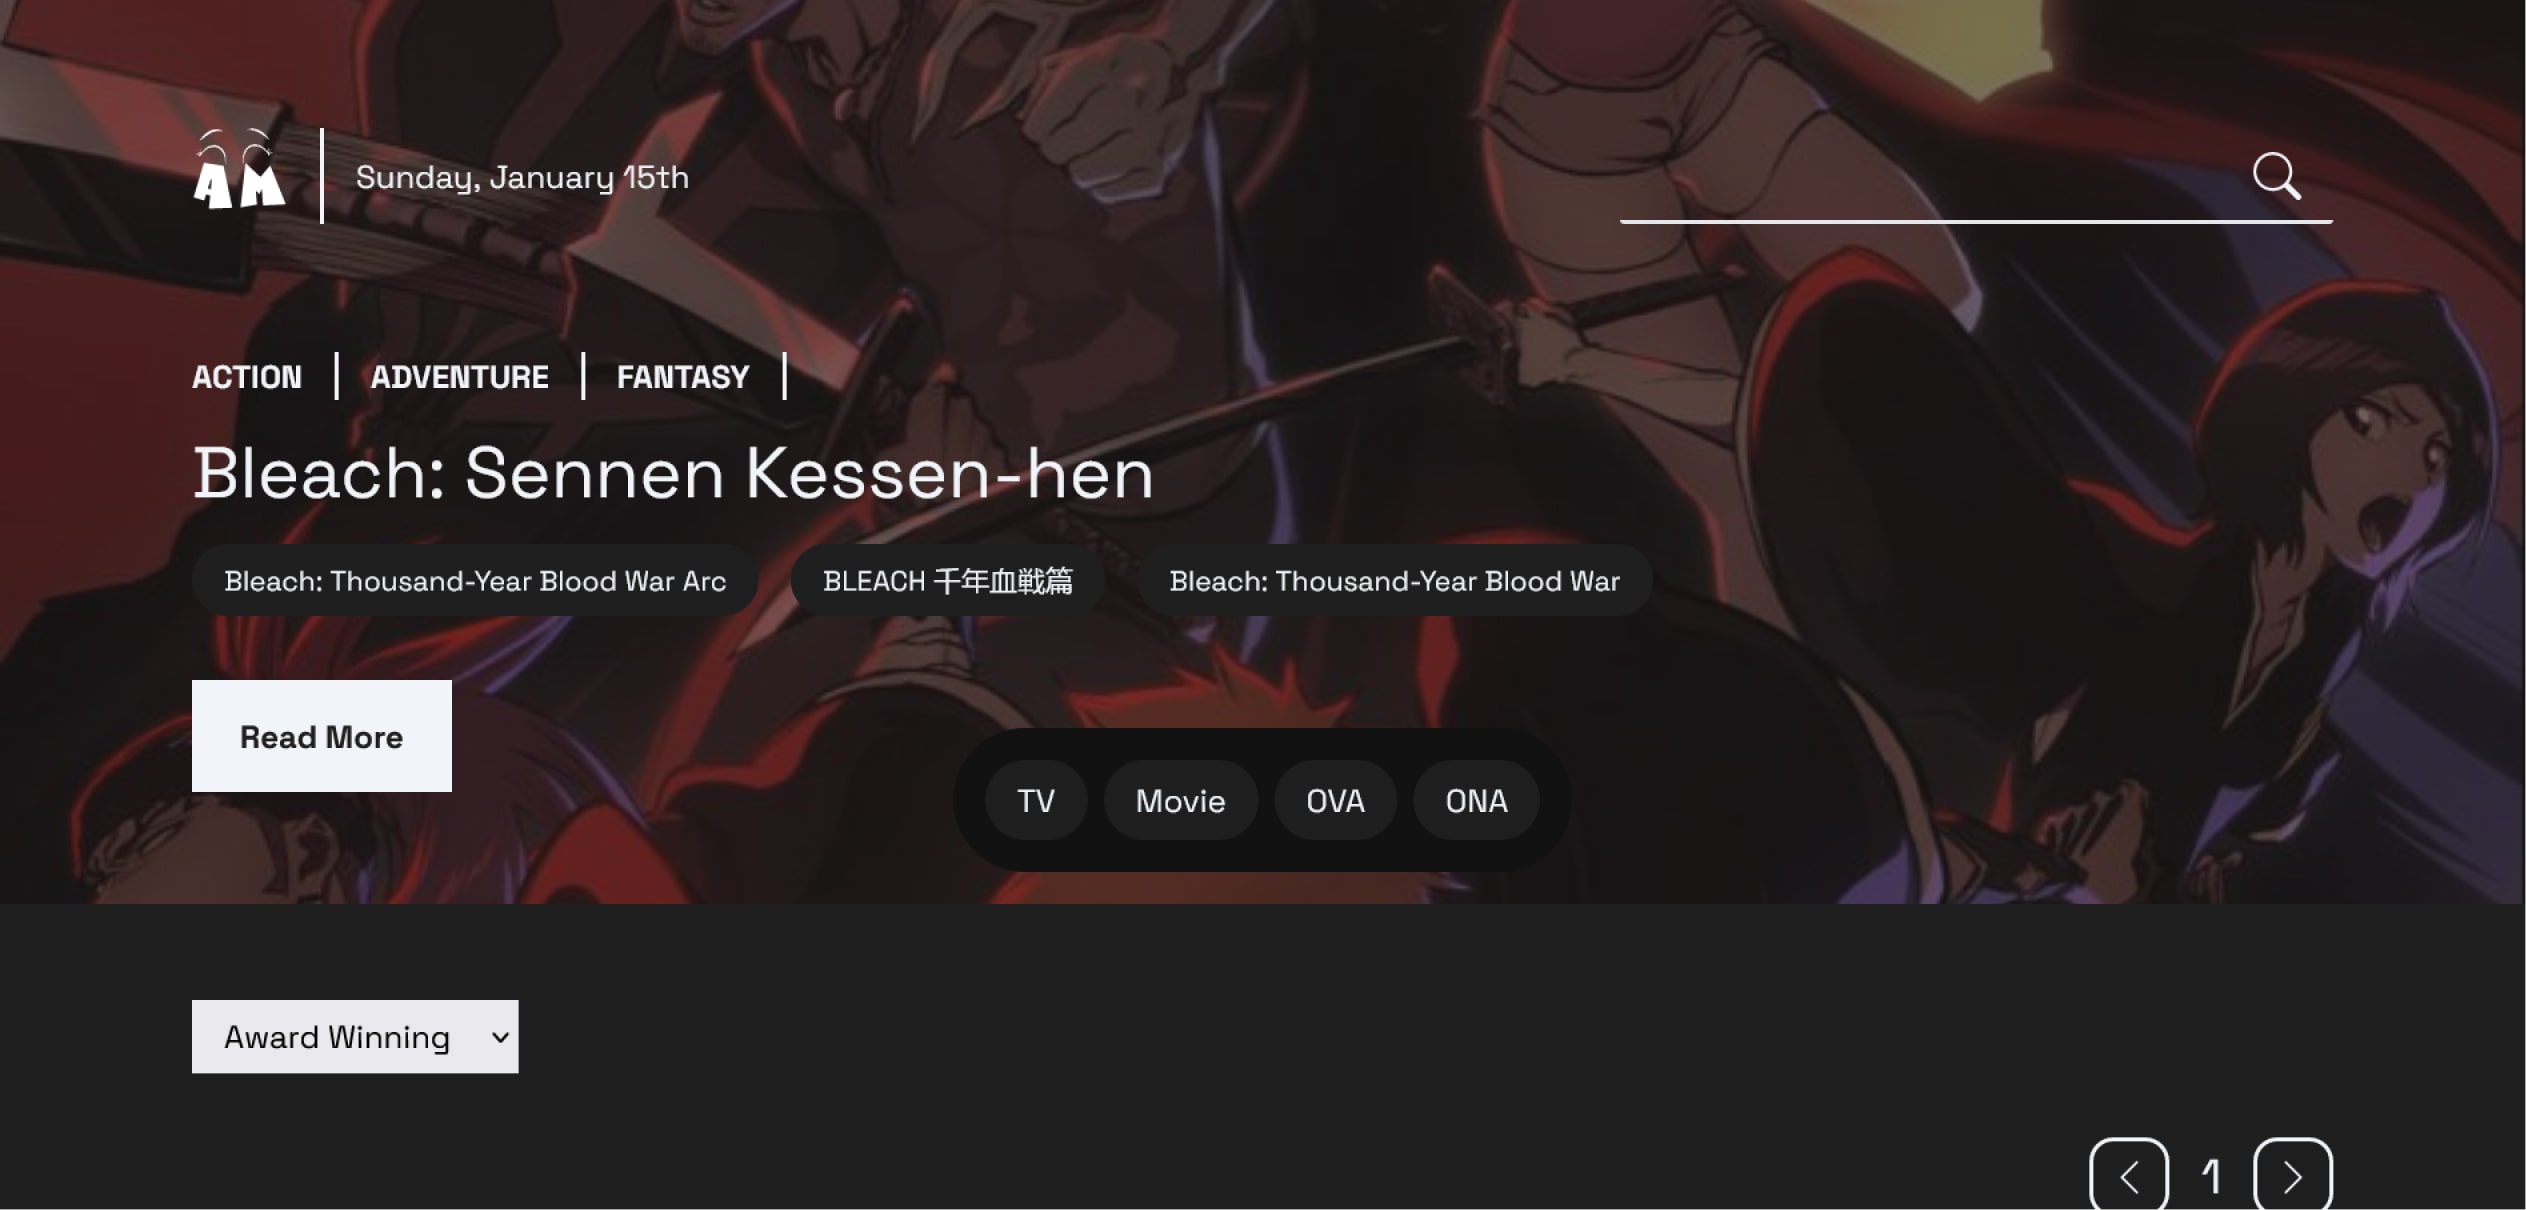 AM
Sunday, January 15th
ACTION | ADVENTURE | FANTASY |
Bleach: Sennen Kessen-hen
Bleach: Thousand-Year Blood War Arc BLEACH 千年血戦篇 Bleach: Thousand-Year Blood War
Read More
TV Movie OVA ONA
Award Winning
1